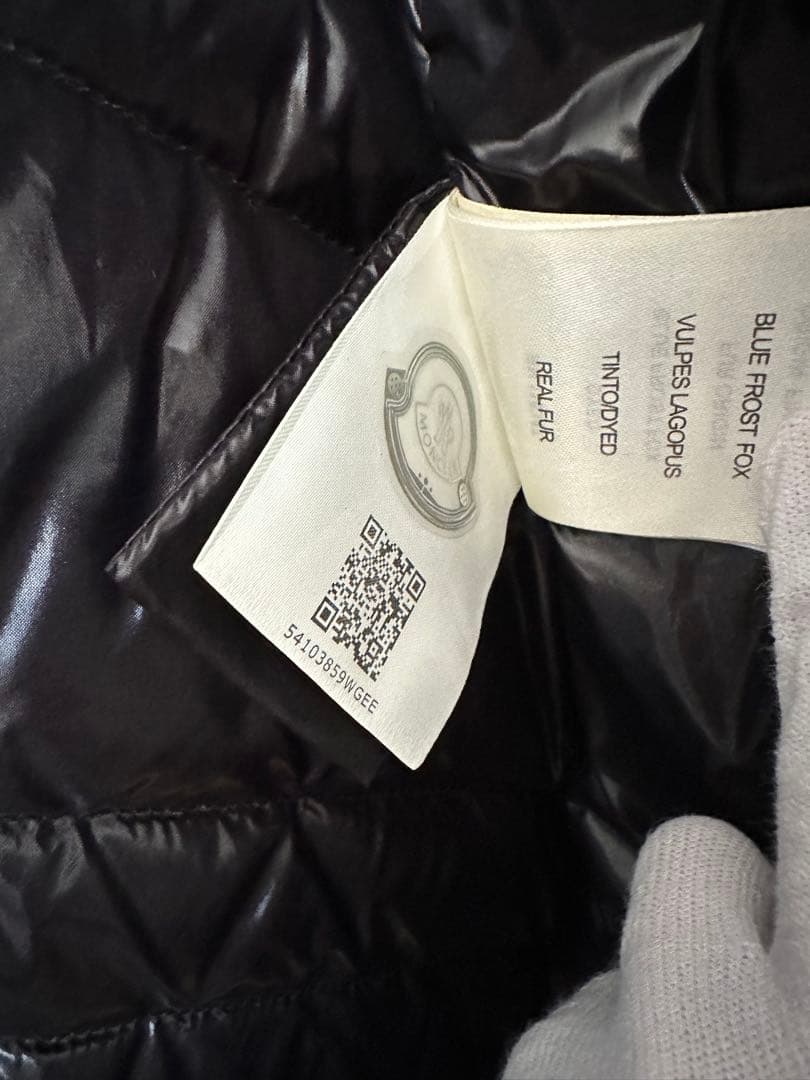 BLUE FROST FOX
VULPES LAGOPUS
TINTO/DYED
REAL FUR
54103859WGEE